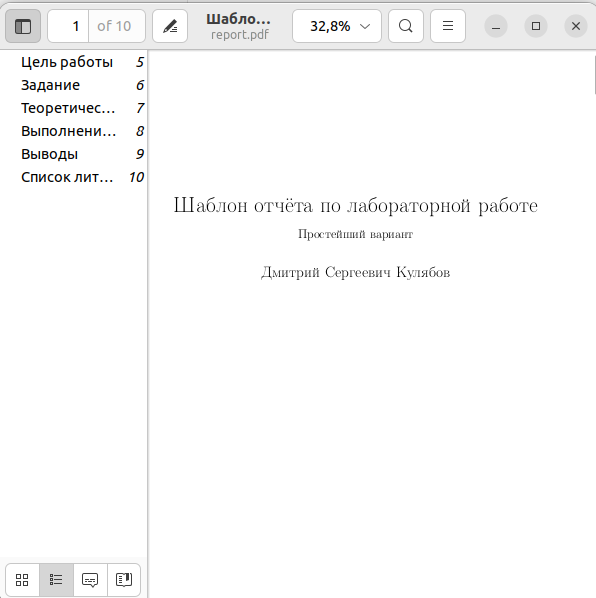 1 of 10
Шабло...
report.pdf
32,8%
Цель работы 5
Задание 6
Теоретичес... 7
Выполнени... 8
Выводы 9
Список лит... 10
Шаблон отчёта по лабораторной работе
Простейший вариант
Дмитрий Сергеевич Кулябов